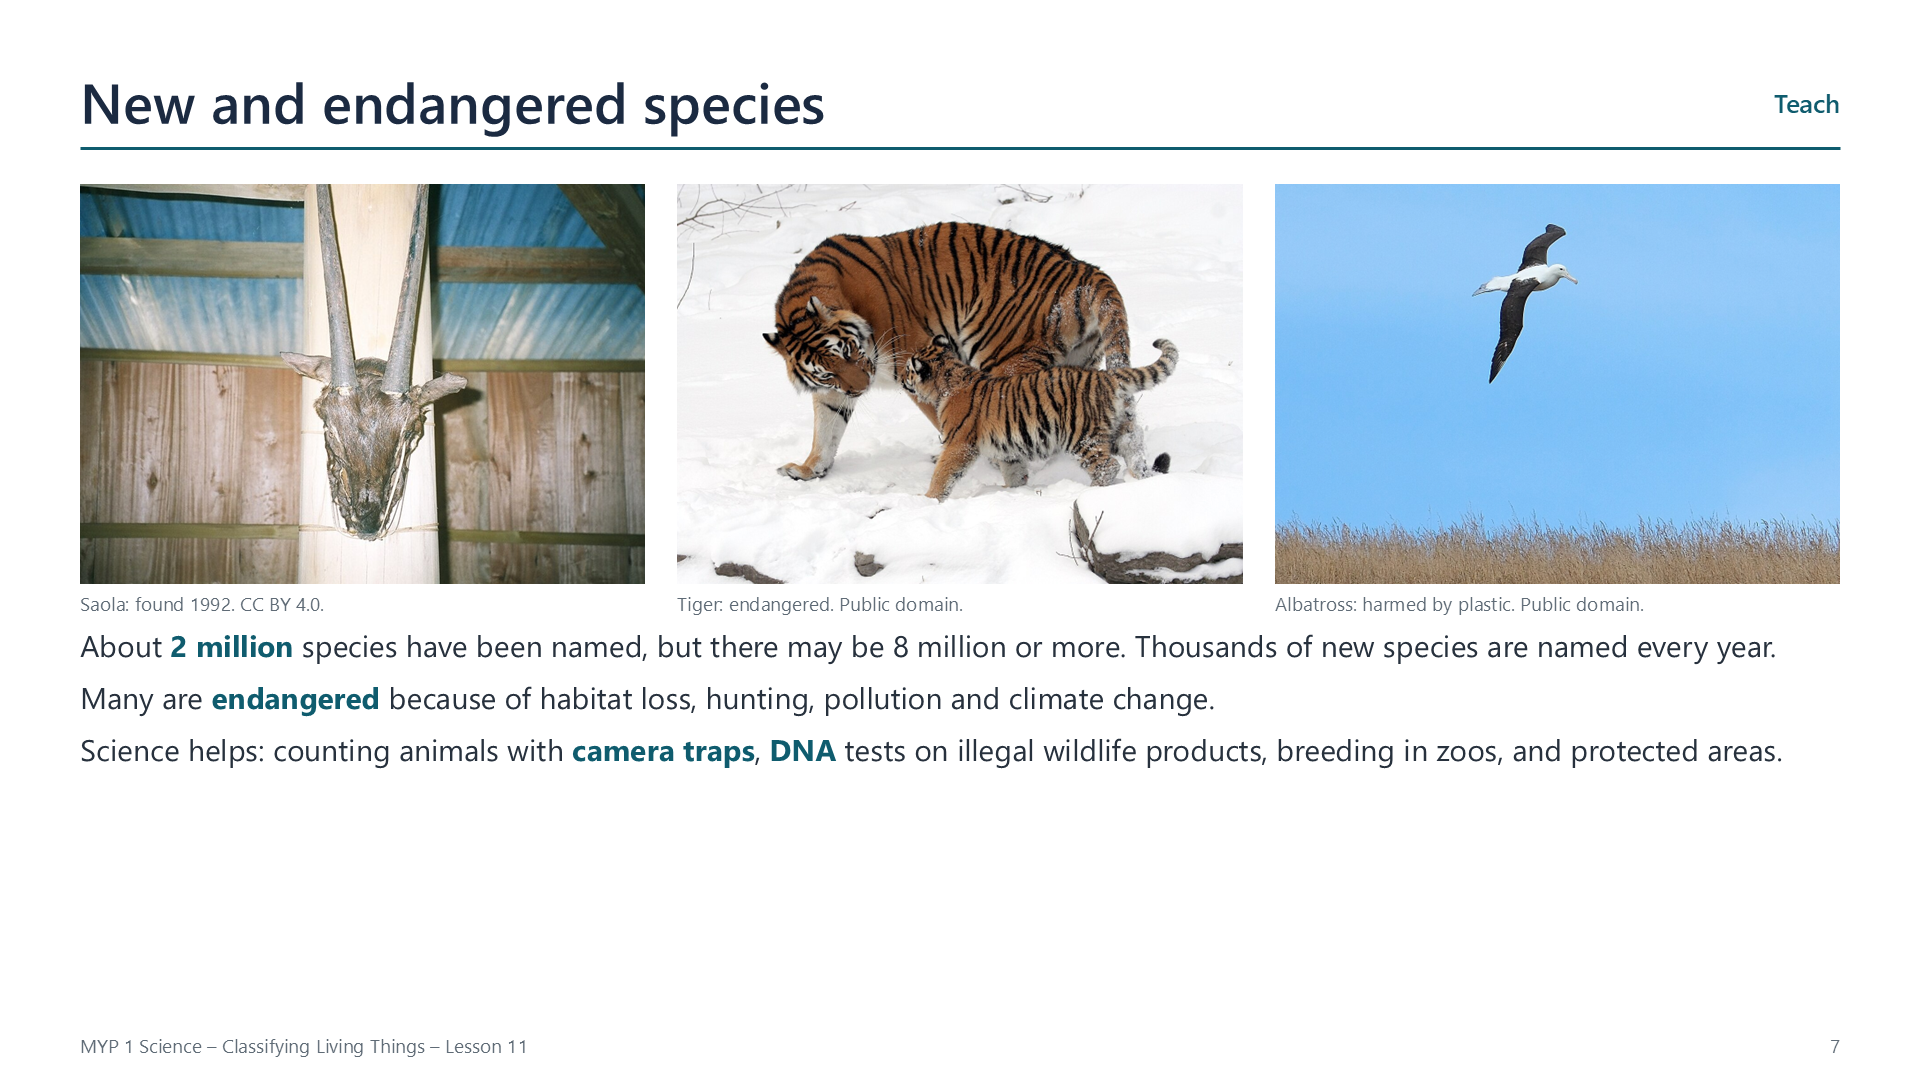 New and endangered species
Teach
Saola: found 1992. CC BY 4.0.
Tiger: endangered. Public domain.
Albatross: harmed by plastic. Public domain.
About 2 million species have been named, but there may be 8 million or more. Thousands of new species are named every year.
Many are endangered because of habitat loss, hunting, pollution and climate change.
Science helps: counting animals with camera traps, DNA tests on illegal wildlife products, breeding in zoos, and protected areas.
MYP 1 Science – Classifying Living Things – Lesson 11
7